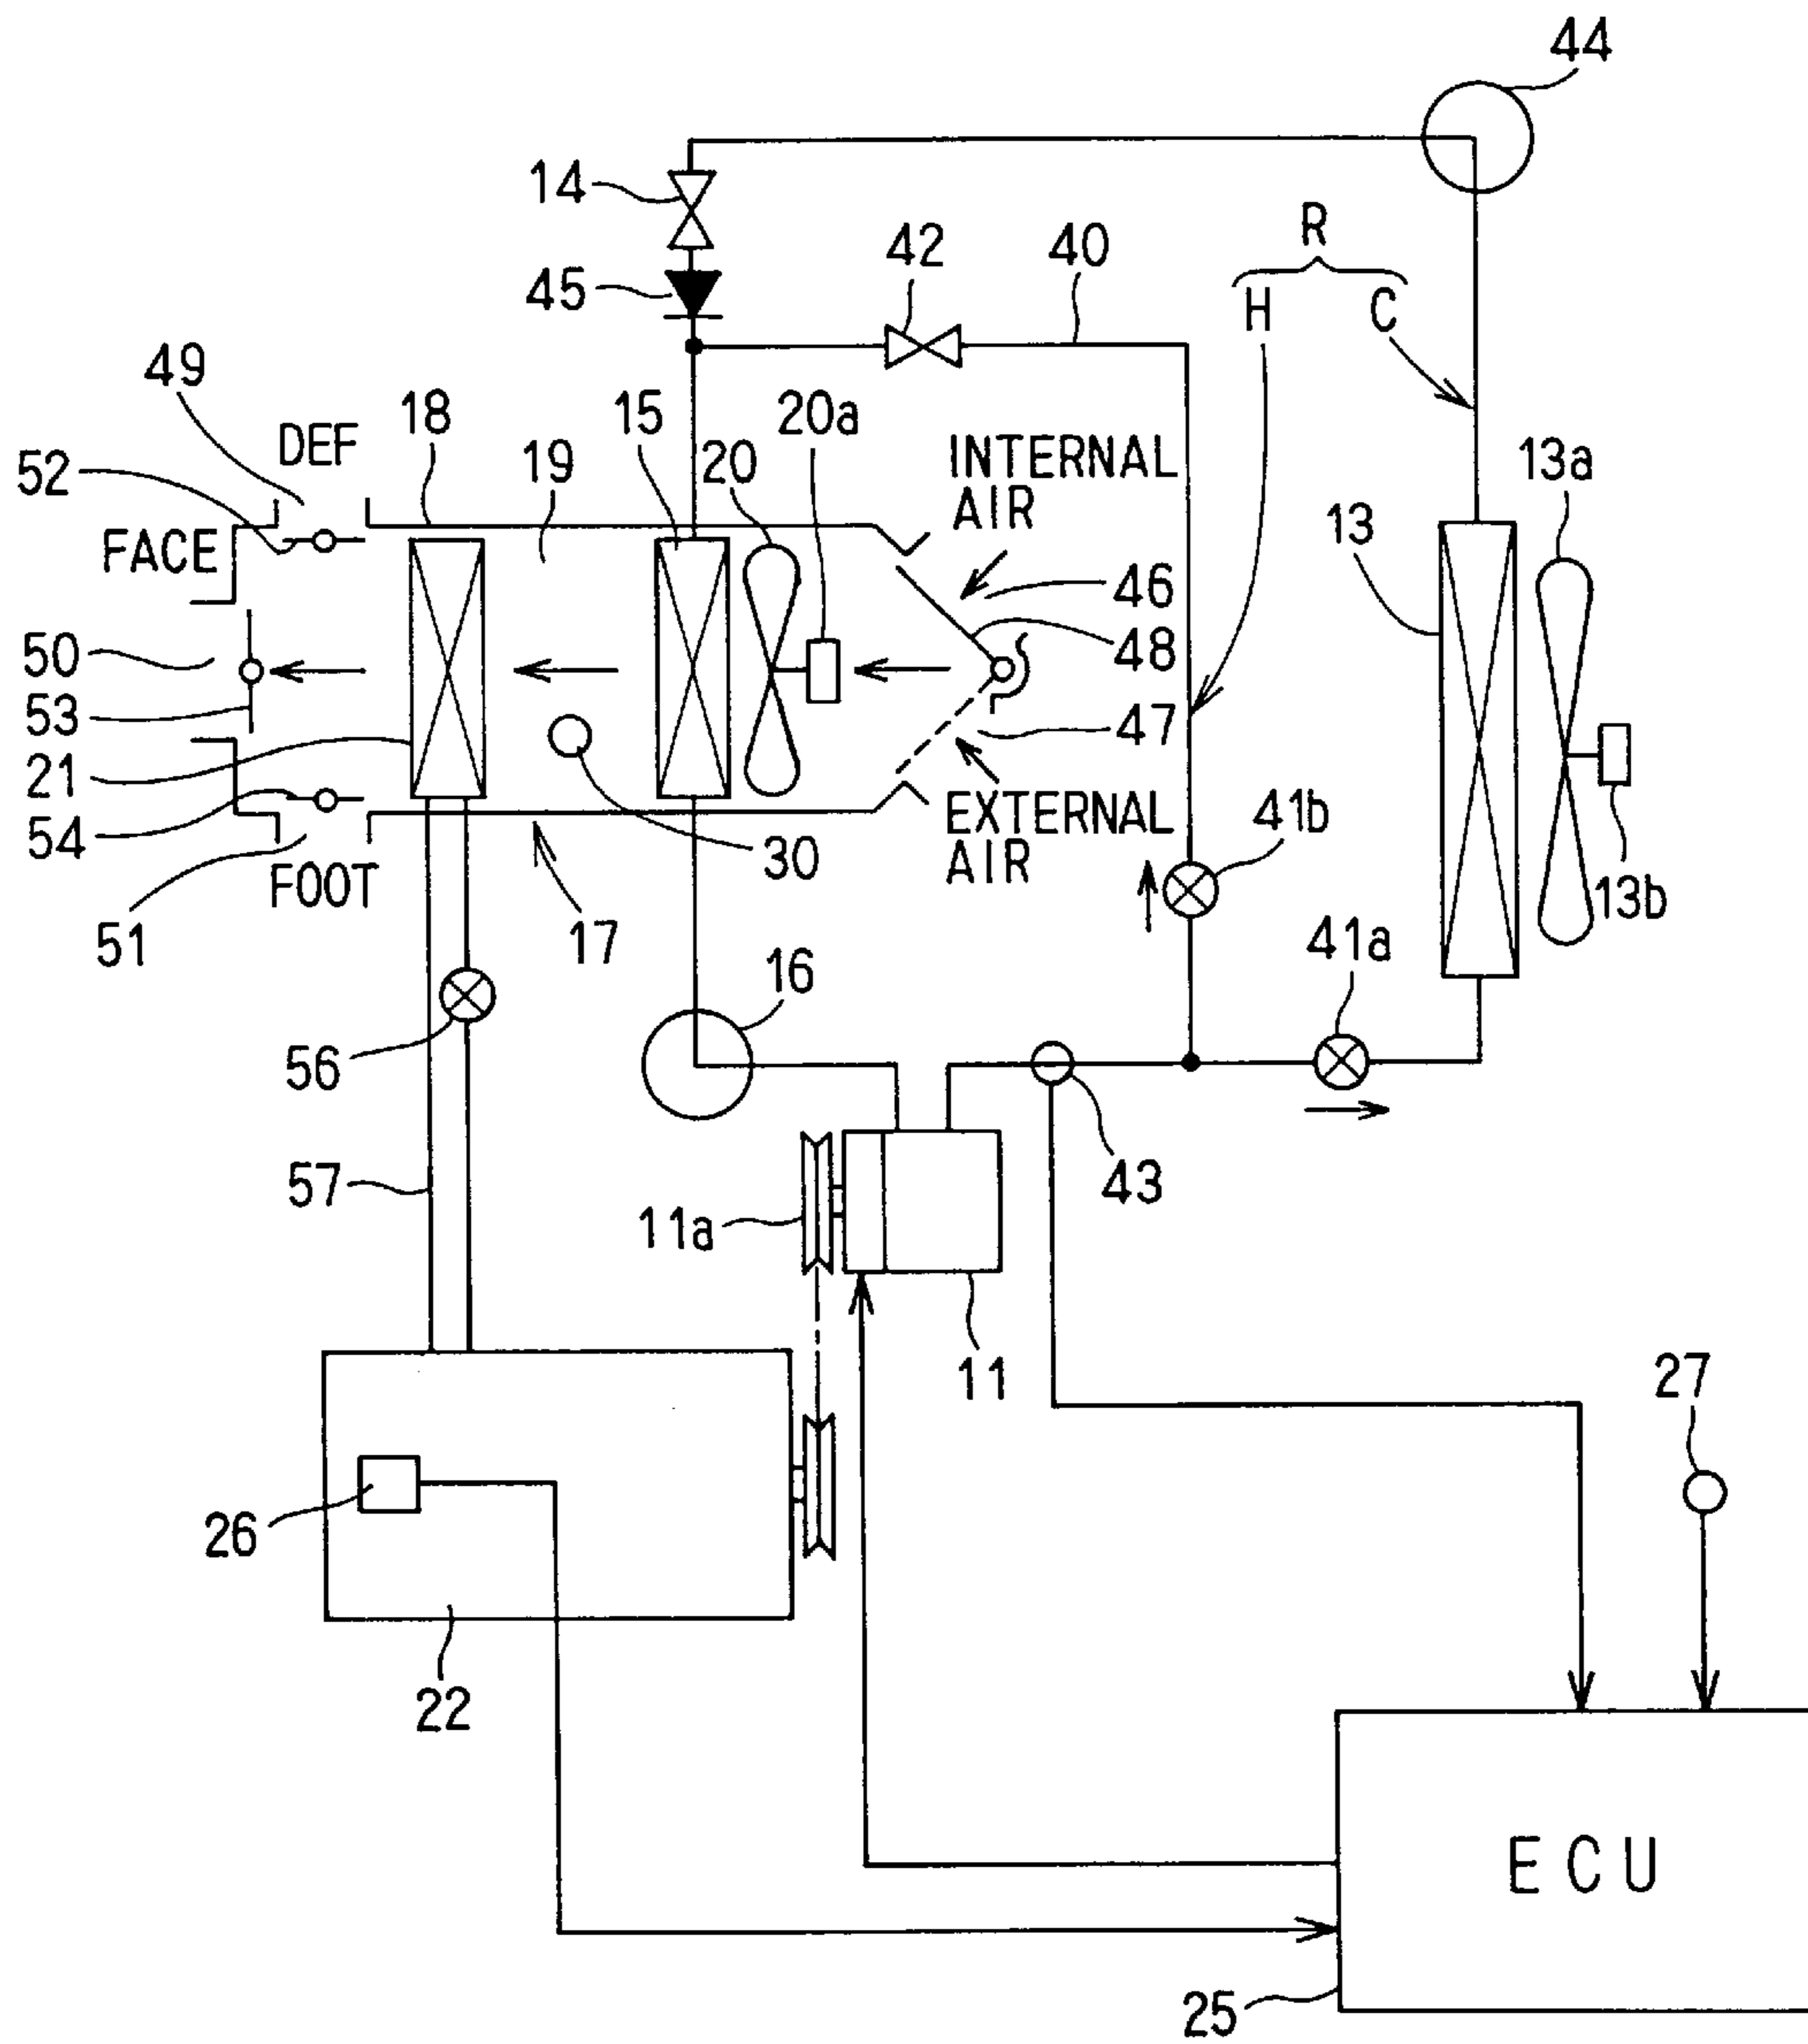 44
14
R
42
40
45
H
C
49
18
15
20a
DEF
INTERNAL
AIR
13a
52
19
20
13
FACE
46
50
48
53
47
21
EXTERNAL
AIR
41b
54
30
FOOT
13b
51
17
41a
16
56
57
43
11a
11
27
26
22
ECU
25